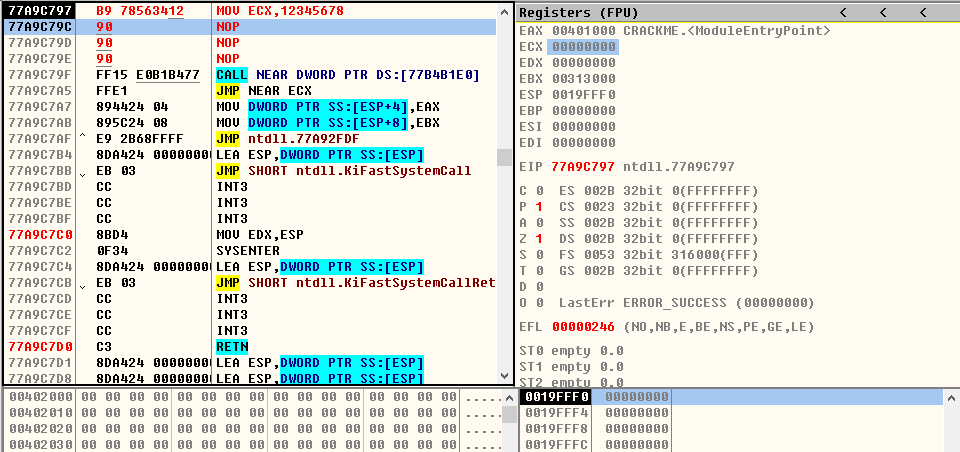 77A9C797 B9 78563412 MOV ECX,12345678
77A9C79C 90 NOP
77A9C79D 90 NOP
77A9C79E 90 NOP
77A9C79F FF15 E0B1B477 CALL NEAR DWORD PTR DS:[77B4B1E0]
77A9C7A5 FFE1 JMP NEAR ECX
77A9C7A7 894424 04 MOV DWORD PTR SS:[ESP+4],EAX
77A9C7AB 895C24 08 MOV DWORD PTR SS:[ESP+8],EBX
77A9C7AF ^ E9 2B68FFFF JMP ntdll.77A92FDF
77A9C7B4 8DA424 0000000 LEA ESP,DWORD PTR SS:[ESP]
77A9C7BB EB 03 JMP SHORT ntdll.KiFastSystemCall
77A9C7BD CC INT3
77A9C7BE CC INT3
77A9C7BF CC INT3
77A9C7C0 8BD4 MOV EDX,ESP
77A9C7C2 0F34 SYSENTER
77A9C7C4 8DA424 0000000 LEA ESP,DWORD PTR SS:[ESP]
77A9C7CB EB 03 JMP SHORT ntdll.KiFastSystemCallRet
77A9C7CD CC INT3
77A9C7CE CC INT3
77A9C7CF CC INT3
77A9C7D0 C3 RETN
77A9C7D1 8DA424 0000000 LEA ESP,DWORD PTR SS:[ESP]
77A9C7D8 8DA424 0000000 LEA ESP,DWORD PTR SS:[ESP]
Registers (FPU) < < <
EAX 00401000 CRACKME.<ModuleEntryPoint>
ECX 00000000
EDX 00000000
EBX 00313000
ESP 0019FFF0
EBP 00000000
ESI 00000000
EDI 00000000
EIP 77A9C797 ntdll.77A9C797
C 0 ES 002B 32bit 0(FFFFFFFF)
P 1 CS 0023 32bit 0(FFFFFFFF)
A 0 SS 002B 32bit 0(FFFFFFFF)
Z 1 DS 002B 32bit 0(FFFFFFFF)
S 0 FS 0053 32bit 316000(FFF)
T 0 GS 002B 32bit 0(FFFFFFFF)
D 0
O 0 LastErr ERROR_SUCCESS (00000000)
EFL 00000246 (NO,NB,E,BE,NS,PE,GE,LE)
ST0 empty 0.0
ST1 empty 0.0
ST2 empty 0.0
00402000 00 00 00 00 00 00 00 00 00 00 00 00 00 00 00 00 .....
00402010 00 00 00 00 00 00 00 00 00 00 00 00 00 00 00 00 .....
00402020 00 00 00 00 00 00 00 00 00 00 00 00 00 00 00 00 .....
00402030 00 00 00 00 00 00 00 00 00 00 00 00 00 00 00 00 .....
0019FFF0 00000000
0019FFF4 00000000
0019FFF8 00000000
0019FFFC 00000000